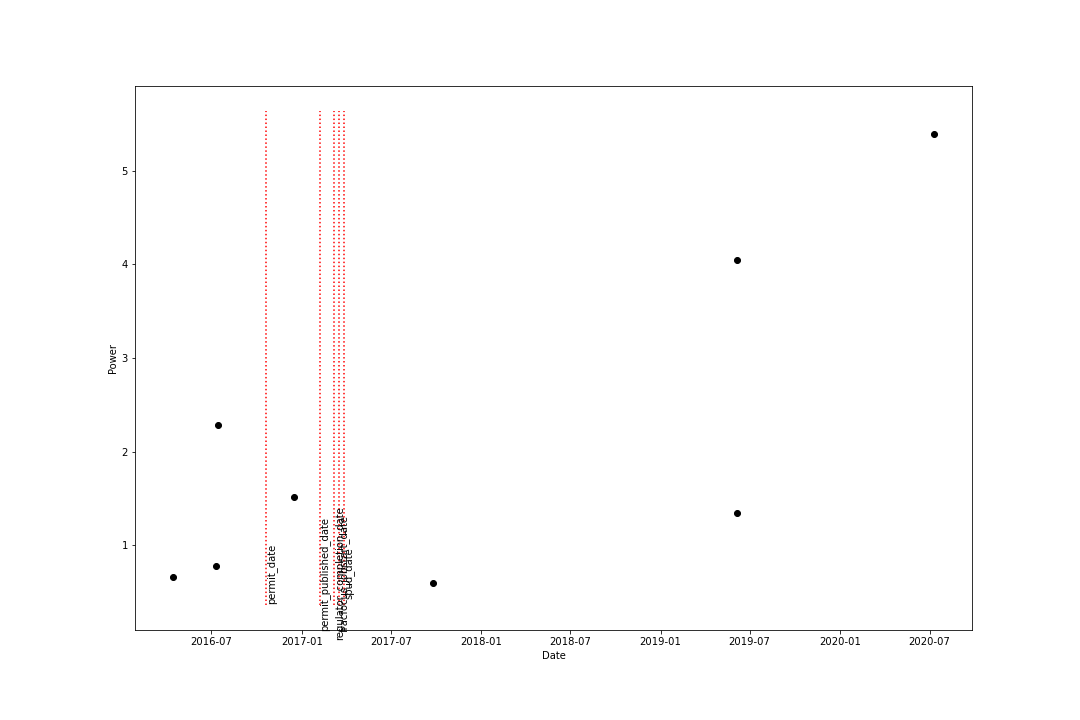 5
4
3
2
1
Power
permit_date
permit_published_date
regulator_completion_date
spud_date
2016-07
2017-01
2017-07
2018-01
2018-07
2019-01
2019-07
2020-01
2020-07
Date